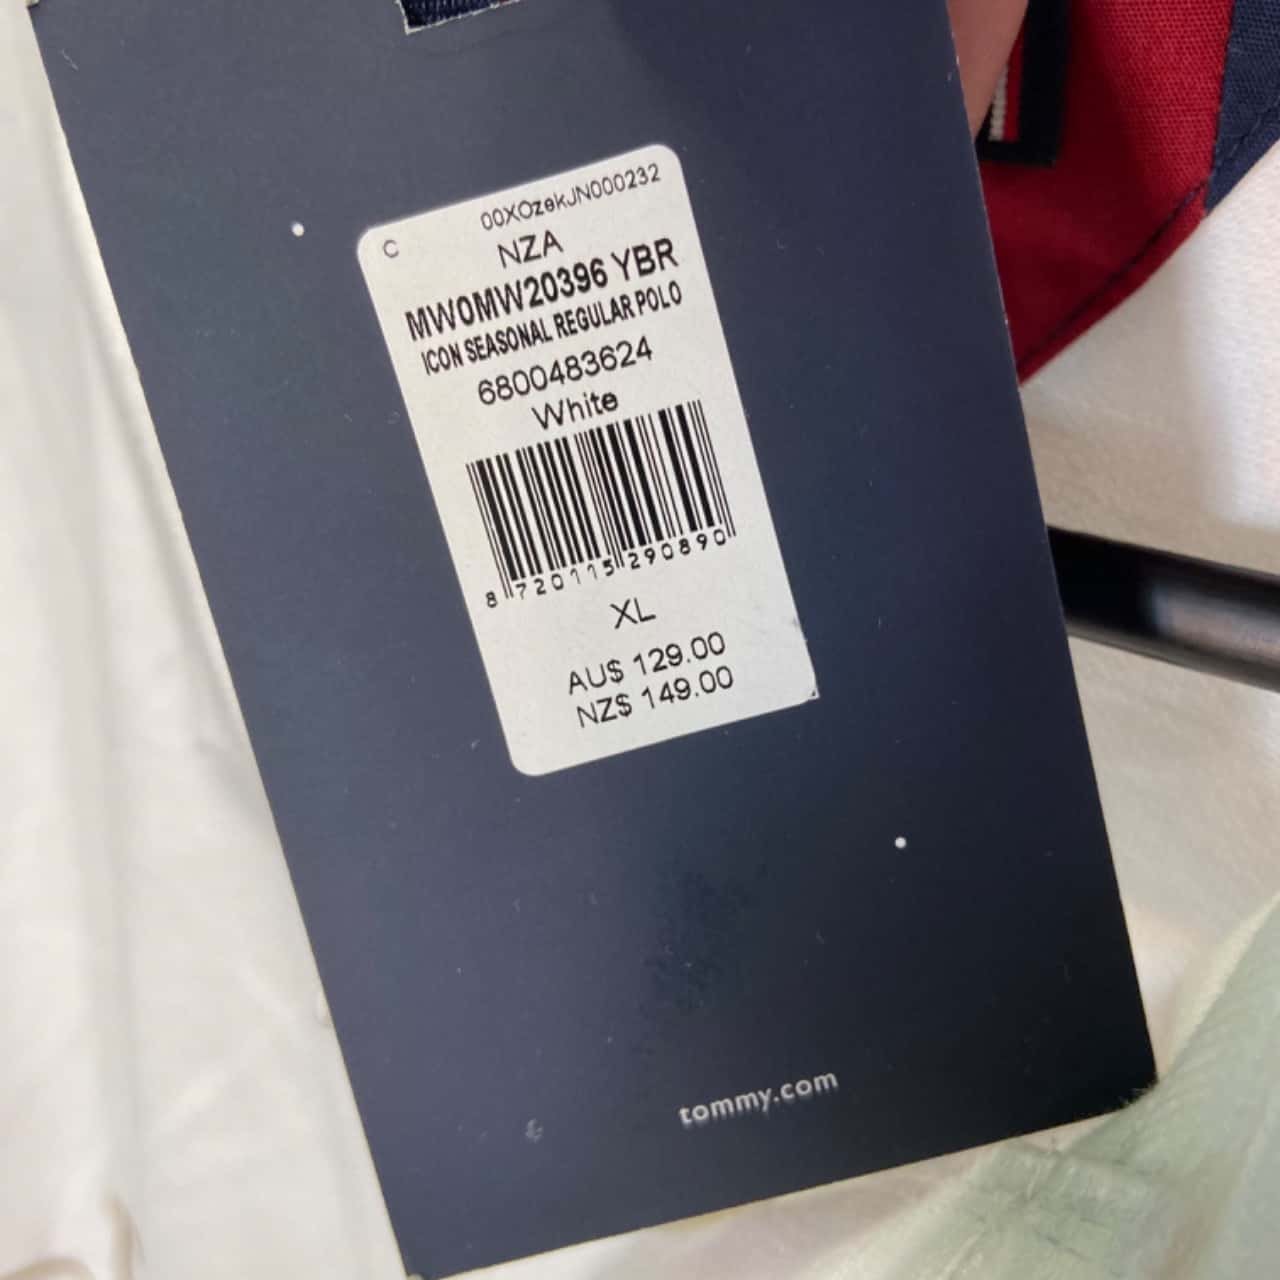 00XOzekJN000232
C
NZA
MW0MW20396 YBR
ICON SEASONAL REGULAR POLO
6800483624
White
8 720115 290890
XL
AU$ 129.00
NZ$ 149.00
tommy.com